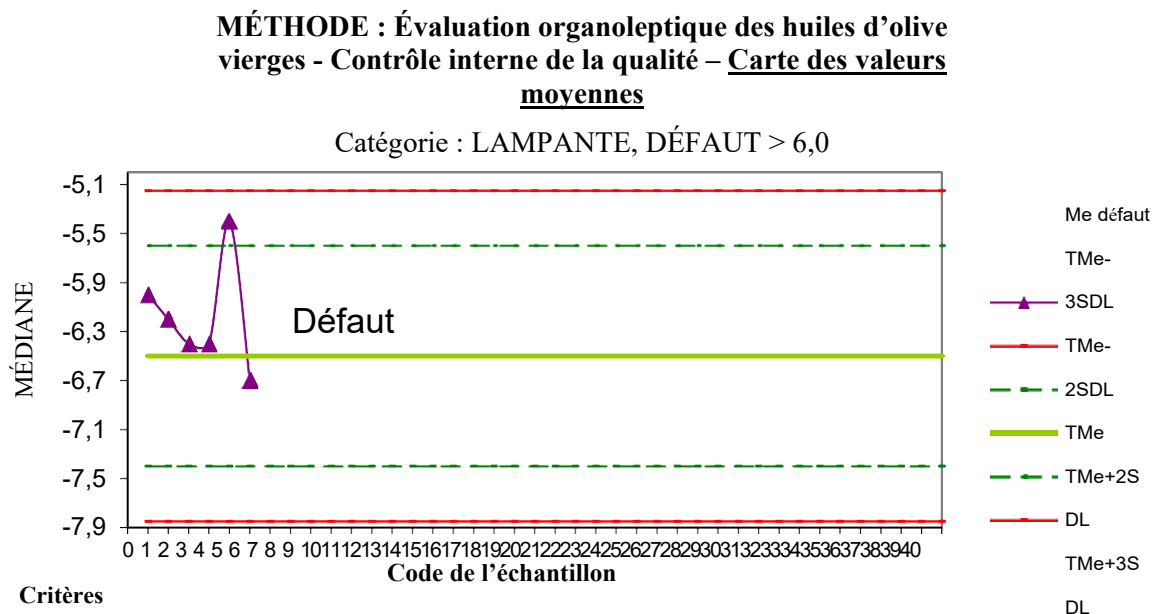 MÉTHODE : Évaluation organoleptique des huiles d’olive
vierges - Contrôle interne de la qualité – Carte des valeurs
moyennes
Catégorie : LAMPANTE, DÉFAUT > 6,0
-5,1
-5,5
-5,9
-6,3
-6,7
-7,1
-7,5
-7,9
MÉDIANE
Défaut
0 1 2 3 4 5 6 7 8 9 10 11 12 13 14 15 16 17 18 19 20 21 22 23 24 25 26 27 28 29 30 31 32 33 34 35 36 37 38 39 40
Code de l’échantillon
Me défaut
TMe-
3SDL
TMe-
2SDL
TMe
TMe+2S
DL
TMe+3S
DL
Critères